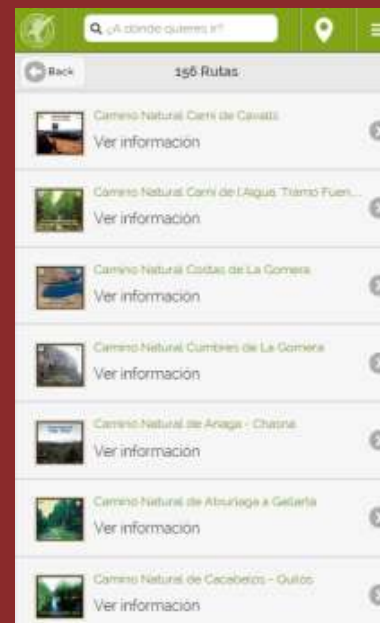 ¿A dónde quieres ir?
Back
156 Rutas
Camino Natural Camí de Cavalls
Ver información
Camino Natural Camí de l'Aigua. Tramo Fuen...
Ver información
Camino Natural Costas de La Gomera
Ver información
Camino Natural Cumbres de La Gomera
Ver información
Camino Natural de Anaga - Chasna
Ver información
Camino Natural de Atxuriaga a Gallarta
Ver información
Camino Natural de Cacabelos - Quilós
Ver información